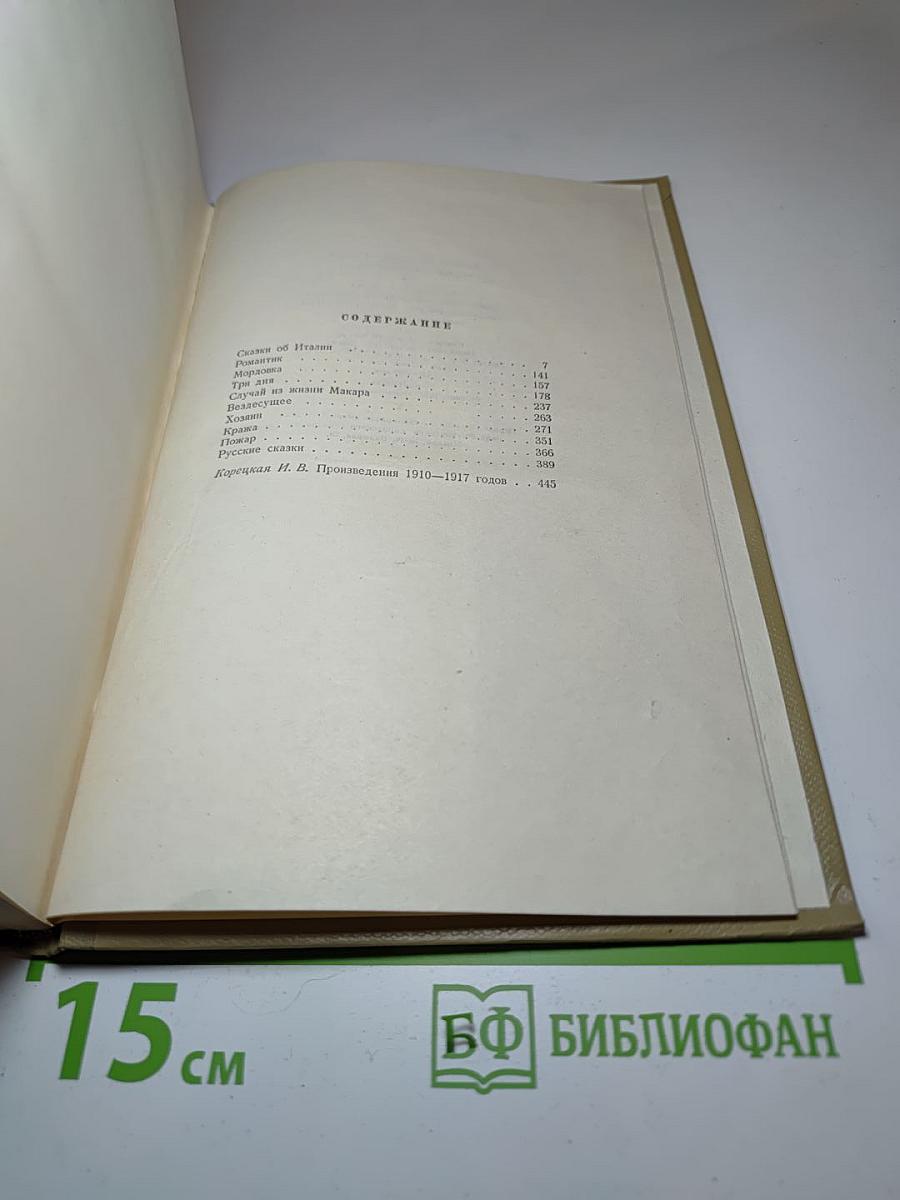 СОДЕРЖАНИЕ
Сказки об Италии . . . . . . . . . . . . 7
Романтик . . . . . . . . . . . . 141
Мордовка . . . . . . . . . . . . 157
Три дня . . . . . . . . . . . . 178
Случай из жизни Макара . . . . . . . . . . . . 237
Вездесущее . . . . . . . . . . . . 263
Хозяин . . . . . . . . . . . . 271
Кража . . . . . . . . . . . . 351
Пожар . . . . . . . . . . . . 366
Русские сказки . . . . . . . . . . . . 389
Корецкая И. В. Произведения 1910—1917 годов . . 445
15 см
БФ БИБЛИОФАН